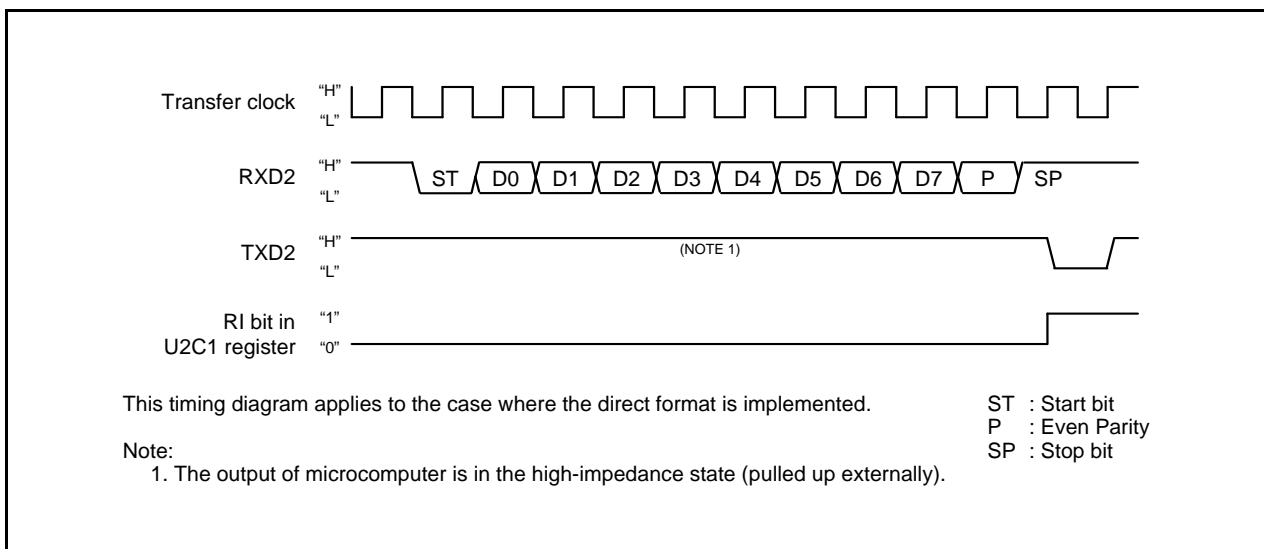 Transfer clock “H” “L”
RXD2 “H” “L” ST D0 D1 D2 D3 D4 D5 D6 D7 P SP
TXD2 “H” “L” (NOTE 1)
RI bit in “1”
U2C1 register “0”
This timing diagram applies to the case where the direct format is implemented.
ST : Start bit
P : Even Parity
SP : Stop bit
Note:
1. The output of microcomputer is in the high-impedance state (pulled up externally).